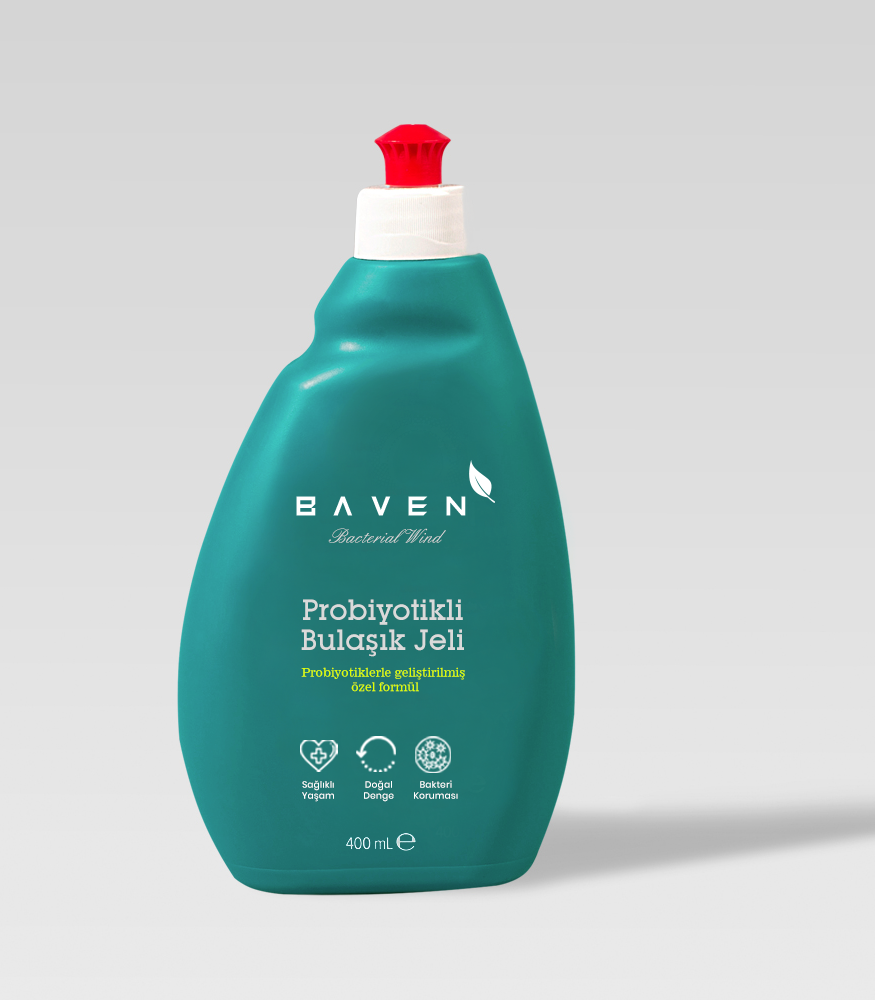 BAVEN
Bacterial Wind
Probiyotikli
Bulaşık Jeli
Probiyotiklerle geliştirilmiş
özel formül
Sağlıklı
Yaşam
Doğal
Denge
Bakteri
Koruması
400 mL ℮